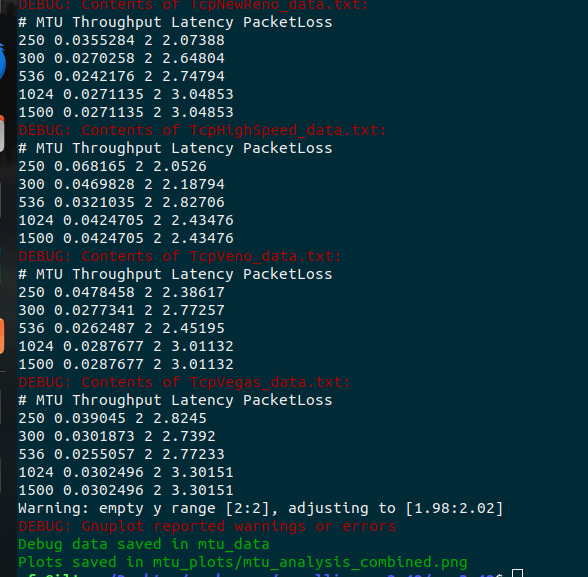 DEBUG: Contents of TcpNewReno_data.txt:
# MTU Throughput Latency PacketLoss
250 0.0355284 2 2.07388
300 0.0270258 2 2.64804
536 0.0242176 2 2.74794
1024 0.0271135 2 3.04853
1500 0.0271135 2 3.04853
DEBUG: Contents of TcpHighSpeed_data.txt:
# MTU Throughput Latency PacketLoss
250 0.068165 2 2.0526
300 0.0469828 2 2.18794
536 0.0321035 2 2.82706
1024 0.0424705 2 2.43476
1500 0.0424705 2 2.43476
DEBUG: Contents of TcpVeno_data.txt:
# MTU Throughput Latency PacketLoss
250 0.0478458 2 2.38617
300 0.0277341 2 2.77257
536 0.0262487 2 2.45195
1024 0.0287677 2 3.01132
1500 0.0287677 2 3.01132
DEBUG: Contents of TcpVegas_data.txt:
# MTU Throughput Latency PacketLoss
250 0.039045 2 2.8245
300 0.0301873 2 2.7392
536 0.0255057 2 2.77233
1024 0.0302496 2 3.30151
1500 0.0302496 2 3.30151
Warning: empty y range [2:2], adjusting to [1.98:2.02]
DEBUG: Gnuplot reported warnings or errors
Debug data saved in mtu_data
Plots saved in mtu_plots/mtu_analysis_combined.png